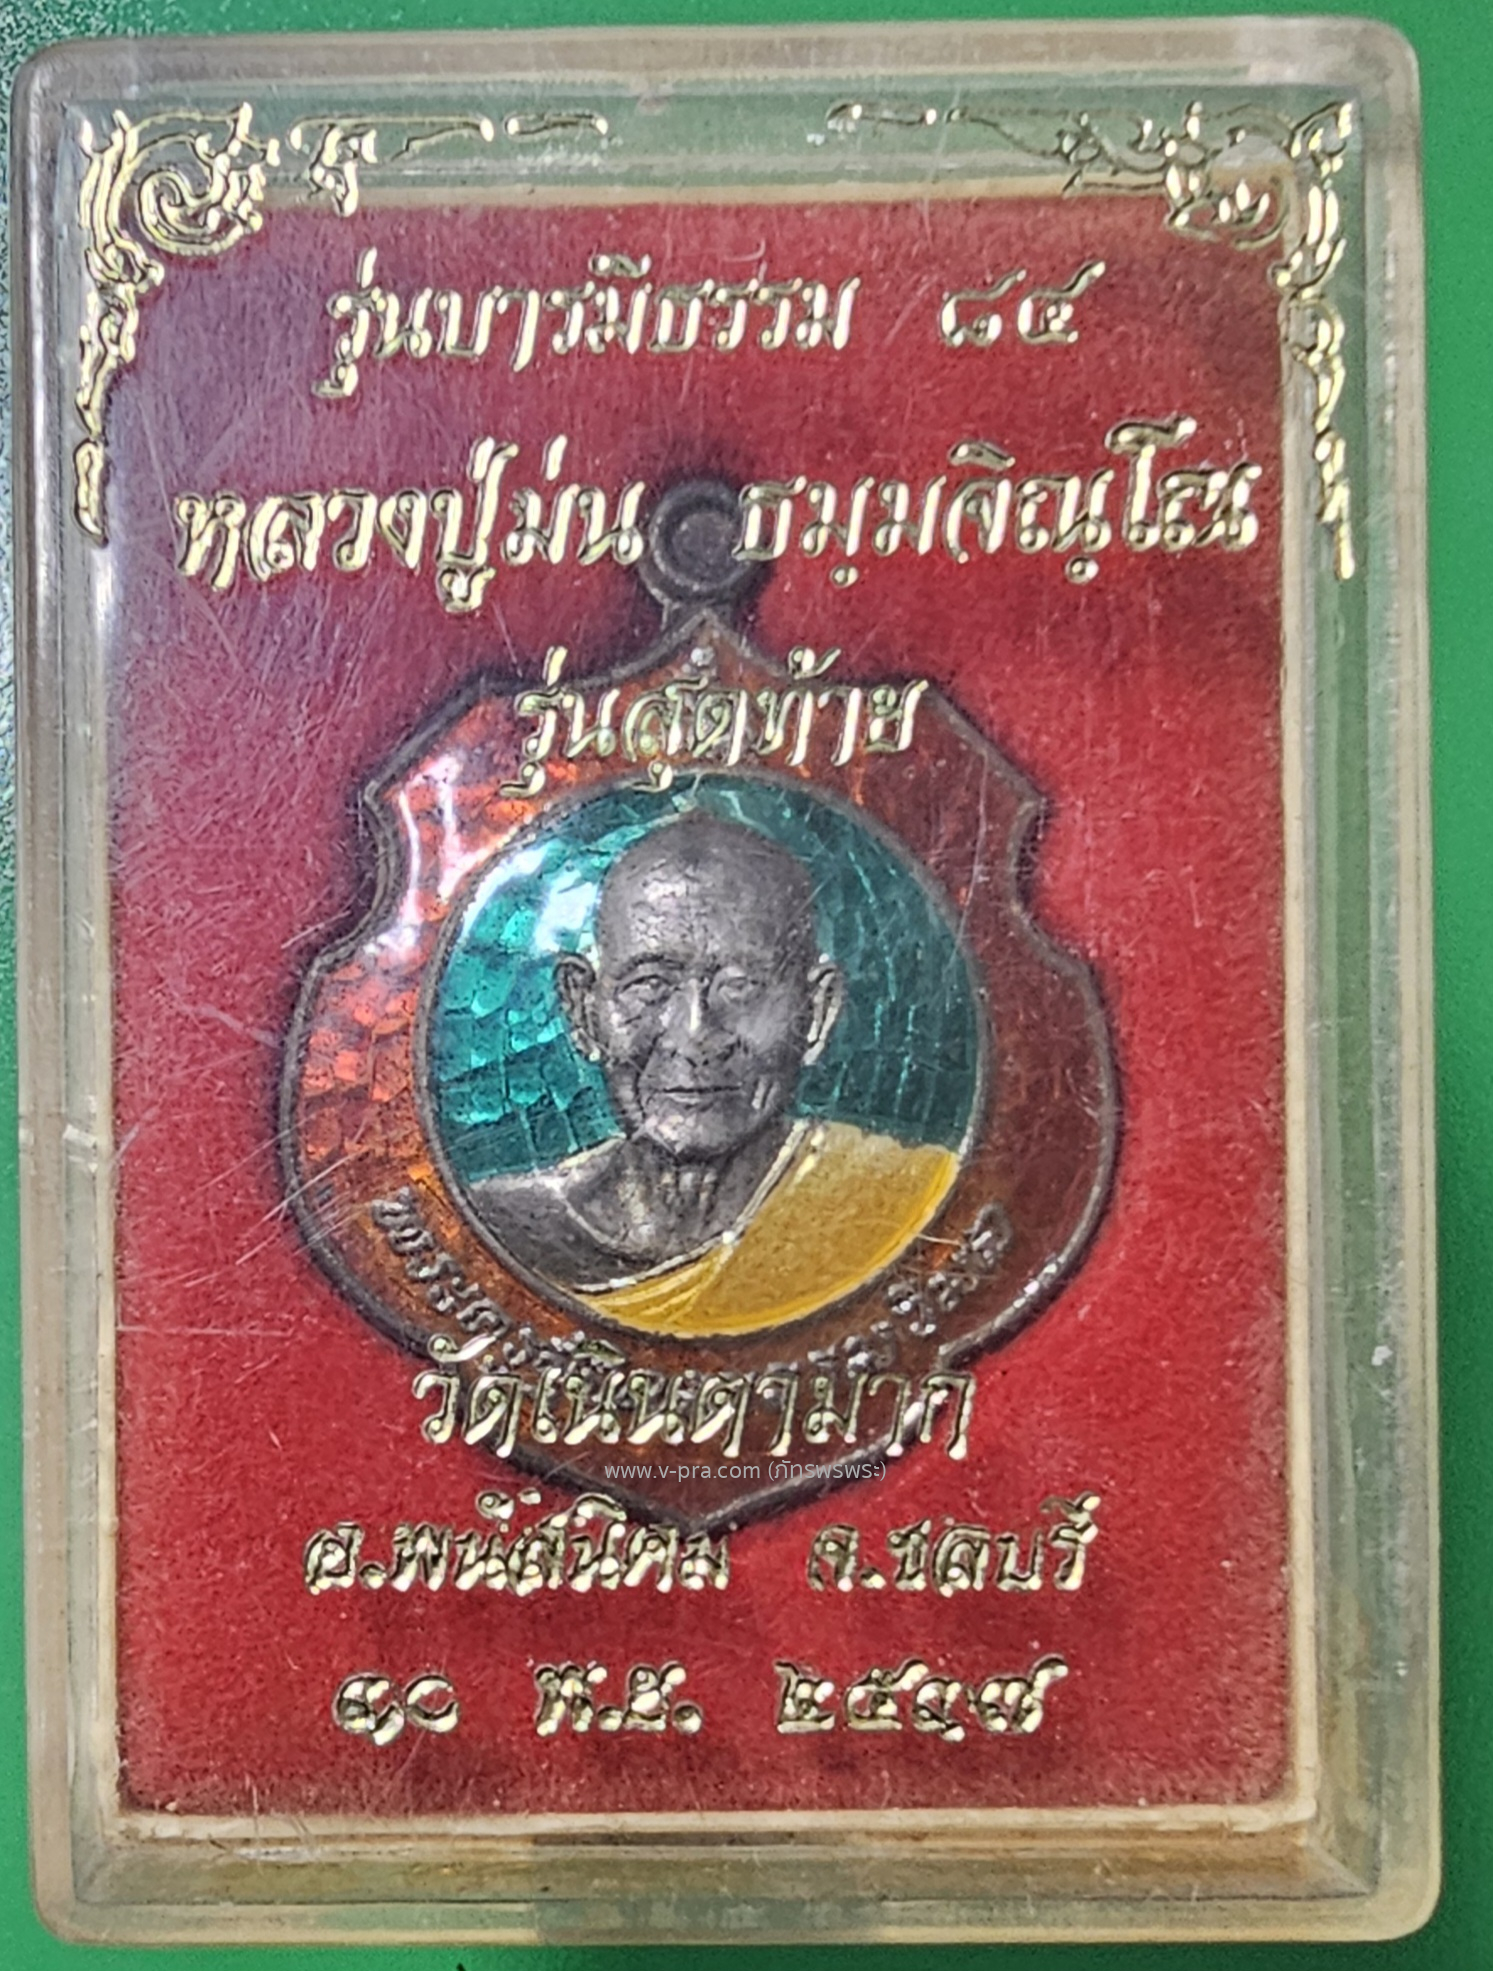 รุ่นบารมีธรรม ๘๔
หลวงปู่ม่น ธมฺมจิณฺโณ
รุ่นสุดท้าย
วัดเนินตามาก
www.v-pra.com (ภัทรพรพระ)
อ.พนัสนิคม จ.ชลบุรี
๑๐ พ.ย. ๒๕๓๗